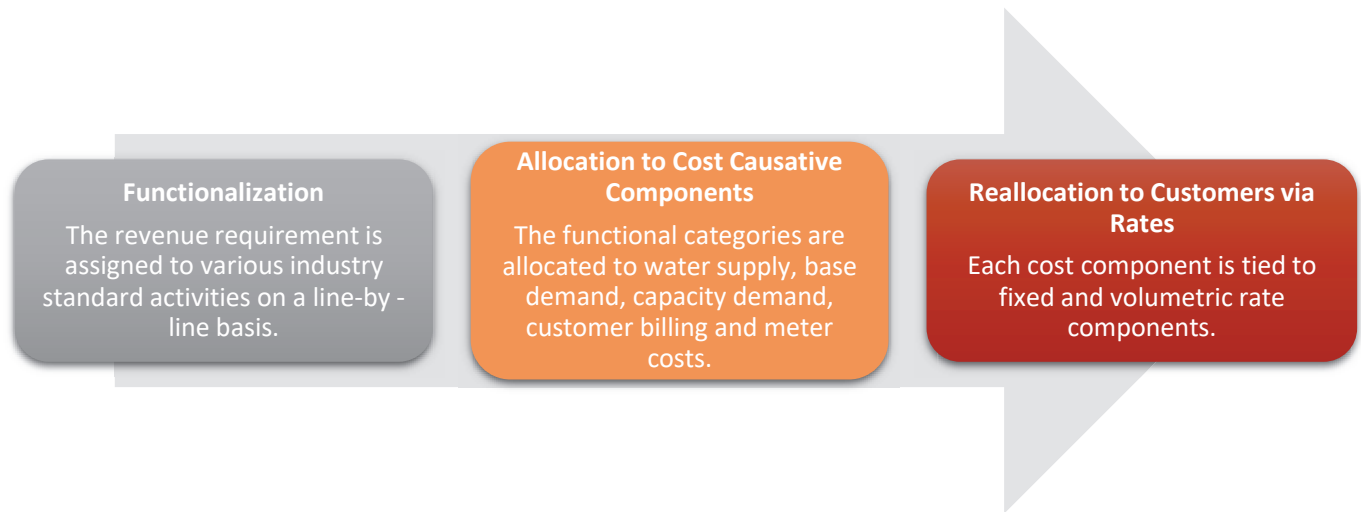 Functionalization
The revenue requirement is
assigned to various industry
standard activities on a line-by -
line basis.
Allocation to Cost Causative
Components
The functional categories are
allocated to water supply, base
demand, capacity demand,
customer billing and meter
costs.
Reallocation to Customers via
Rates
Each cost component is tied to
fixed and volumetric rate
components.